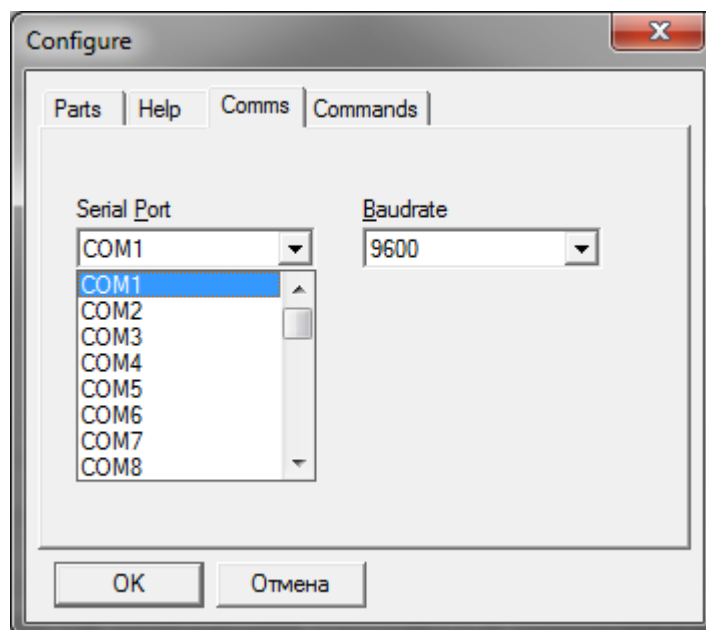 Configure
Parts Help Comms Commands
Serial Port Baudrate
COM1 9600
COM1
COM2
COM3
COM4
COM5
COM6
COM7
COM8
OK Отмена